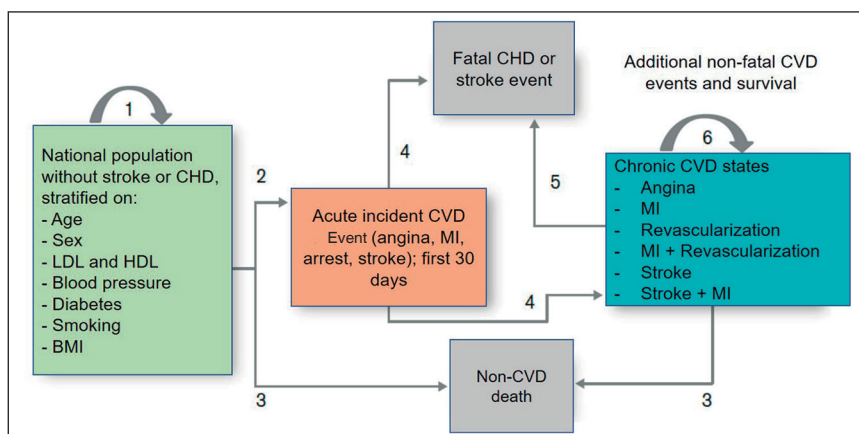 1
National population
without stroke or CHD,
stratified on:
- Age
- Sex
- LDL and HDL
- Blood pressure
- Diabetes
- Smoking
- BMI
2
3
Acute incident CVD
Event (angina, MI,
arrest, stroke); first 30
days
4
4
Fatal CHD or
stroke event
5
Non-CVD
death
Additional non-fatal CVD
events and survival
6
Chronic CVD states
- Angina
- MI
- Revascularization
- MI + Revascularization
- Stroke
- Stroke + MI
3